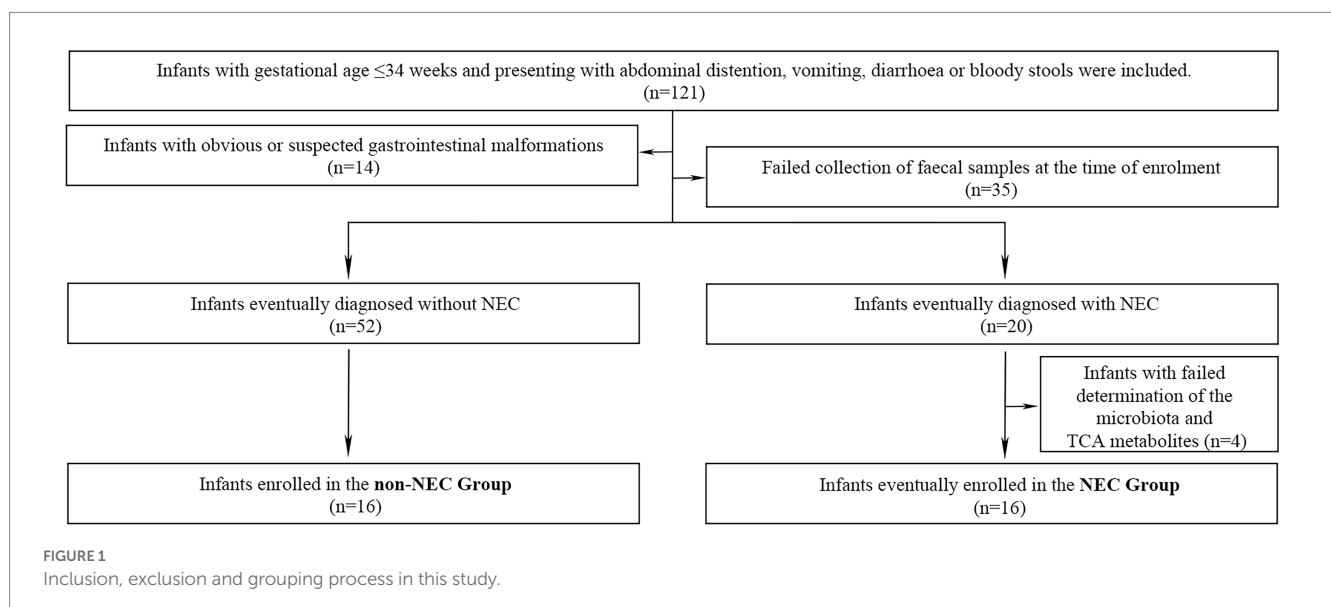 Infants with gestational age ≤34 weeks and presenting with abdominal distention, vomiting, diarrhoea or bloody stools were included.
(n=121)
Infants with obvious or suspected gastrointestinal malformations
(n=14)
Failed collection of faecal samples at the time of enrolment
(n=35)
Infants eventually diagnosed without NEC
(n=52)
Infants eventually diagnosed with NEC
(n=20)
Infants with failed
determination of the
microbiota and
TCA metabolites (n=4)
Infants enrolled in the non-NEC Group
(n=16)
Infants eventually enrolled in the NEC Group
(n=16)
FIGURE 1
Inclusion, exclusion and grouping process in this study.